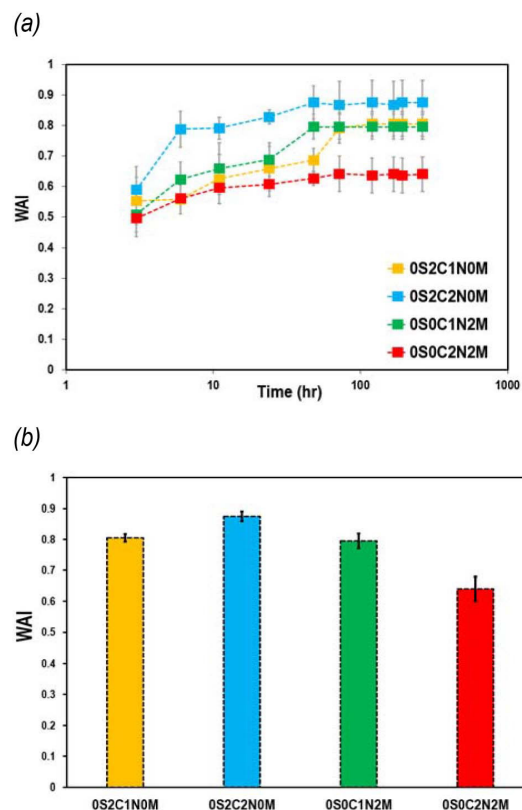 (a)
1
0.9
0.8
0.7
0.6
0.5
0.4
0.3
0.2
0.1
0
WAI
0S2C1N0M
0S2C2N0M
0S0C1N2M
0S0C2N2M
1 10 100 1000
Time (hr)
(b)
1
0.9
0.8
0.7
0.6
0.5
0.4
0.3
0.2
0.1
0
WAI
0S2C1N0M 0S2C2N0M 0S0C1N2M 0S0C2N2M